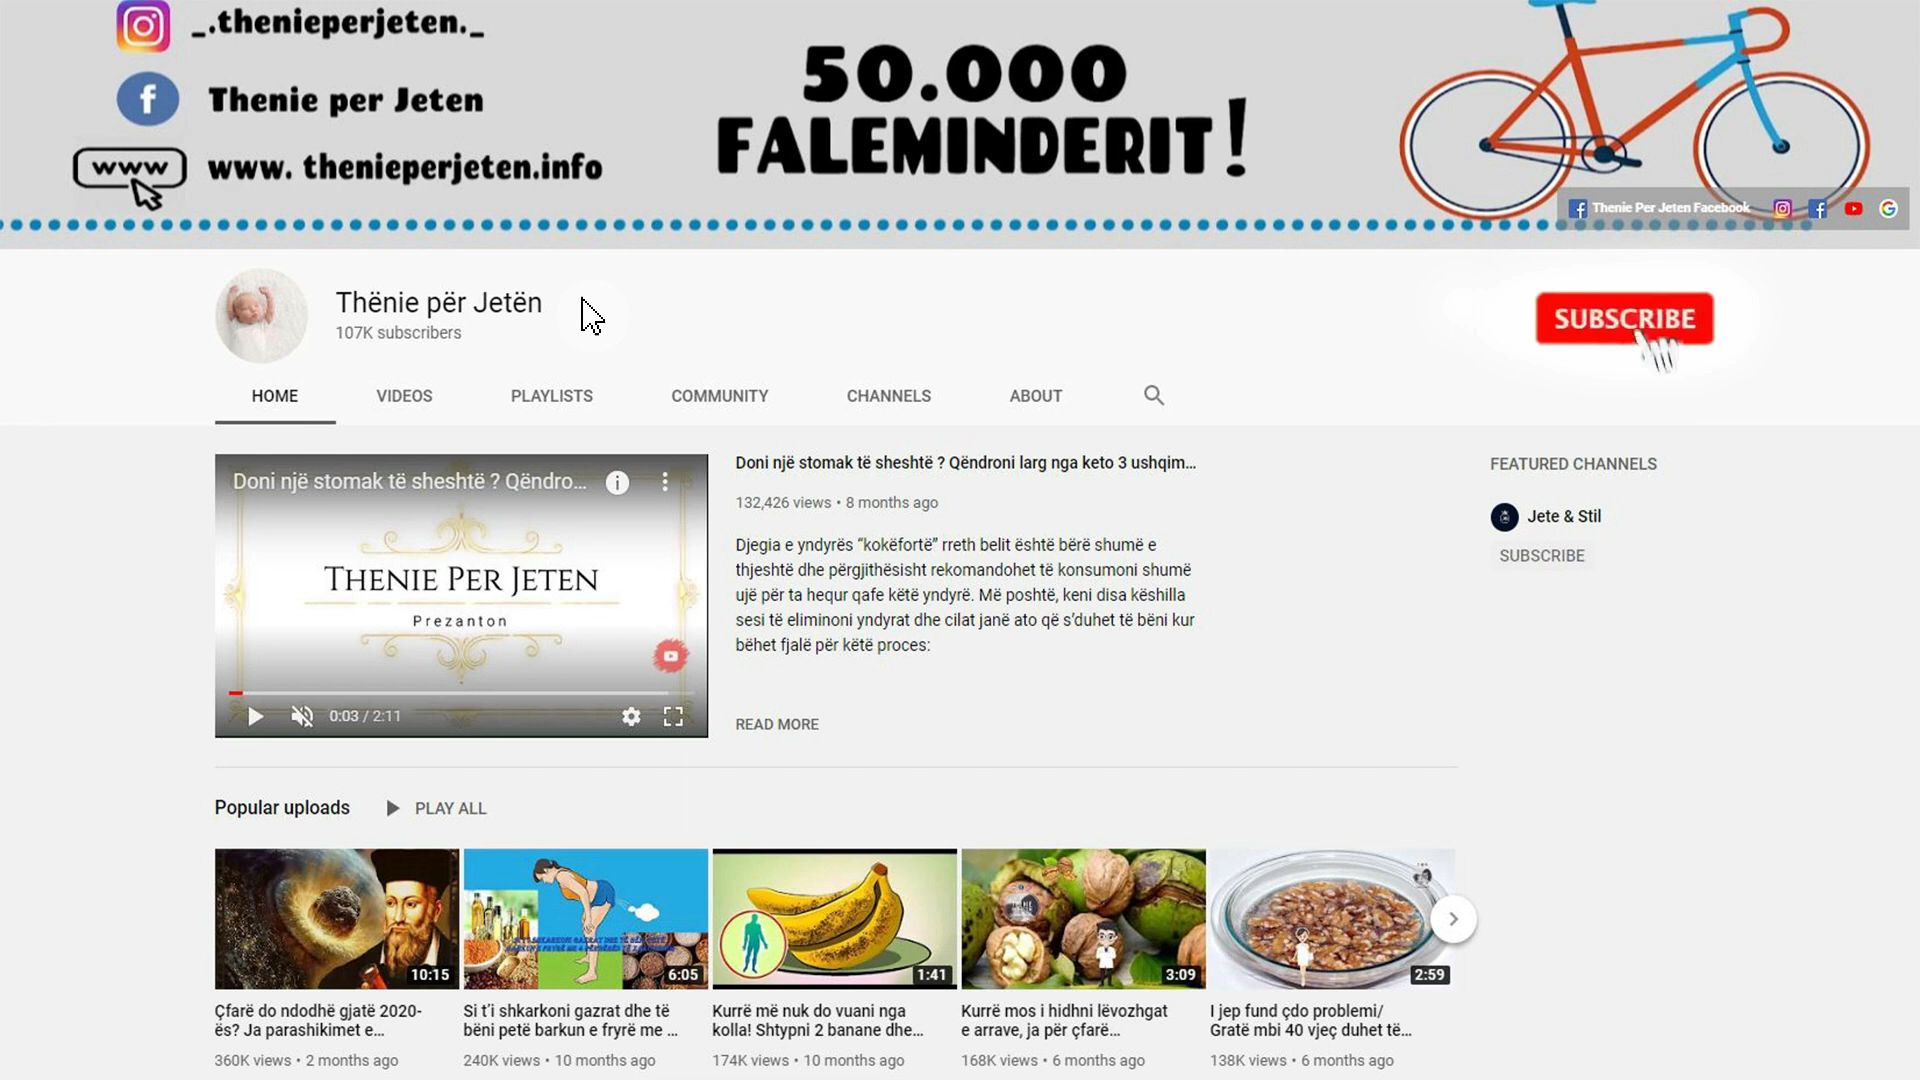 _.thenieperjeten._
Thenie per Jeten
www
www. thenieperjeten.info
50.000
FALEMINDERIT!
Thenie Per Jeten Facebook
Thënie për Jetën
107K subscribers
SUBSCRIBE
HOME
VIDEOS
PLAYLISTS
COMMUNITY
CHANNELS
ABOUT
Doni një stomak të sheshtë ? Qëndro...
THENIE PER JETEN
Prezanton
0:03 / 2:11
Doni një stomak të sheshtë ? Qëndroni larg nga keto 3 ushqim...
132,426 views • 8 months ago
Djegia e yndyrës “kokëfortë” rreth belit është bërë shumë e
thjeshtë dhe përgjithësisht rekomandohet të konsumoni shumë
ujë për ta hequr qafe këtë yndyrë. Më poshtë, keni disa këshilla
sesi të eliminoni yndyrat dhe cilat janë ato që s’duhet të bëni kur
bëhet fjalë për këtë proces:
READ MORE
FEATURED CHANNELS
Jete & Stil
SUBSCRIBE
Popular uploads
PLAY ALL
10:15
6:05
1:41
3:09
2:59
Çfarë do ndodhë gjatë 2020-
ës? Ja parashikimet e...
360K views • 2 months ago
Si t’i shkarkoni gazrat dhe të
bëni petë barkun e fryrë me ...
240K views • 10 months ago
Kurrë më nuk do vuani nga
kolla! Shtypni 2 banane dhe...
174K views • 10 months ago
Kurrë mos i hidhni lëvozhgat
e arrave, ja për çfarë...
168K views • 6 months ago
I jep fund çdo problemi/
Gratë mbi 40 vjeç duhet të...
138K views • 6 months ago